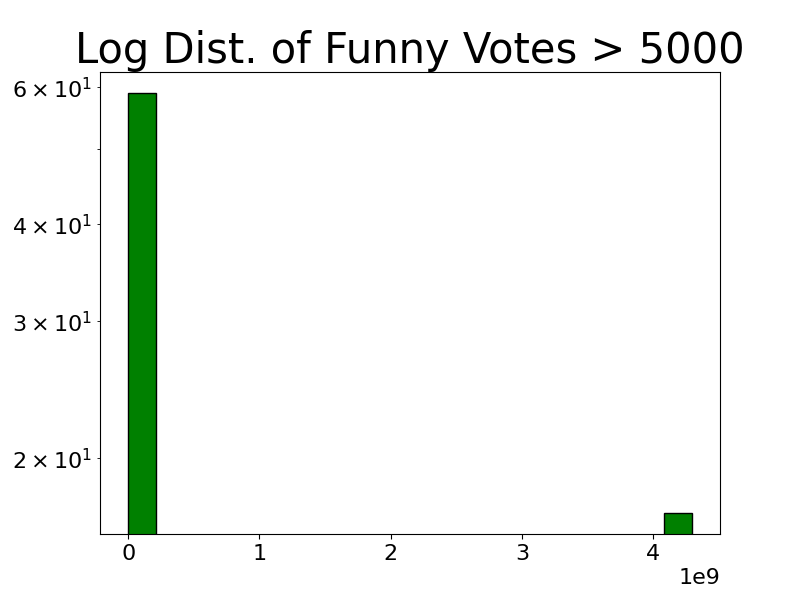 Log Dist. of Funny Votes > 5000
6 × 10¹
4 × 10¹
3 × 10¹
2 × 10¹
0 1 2 3 4
1e9